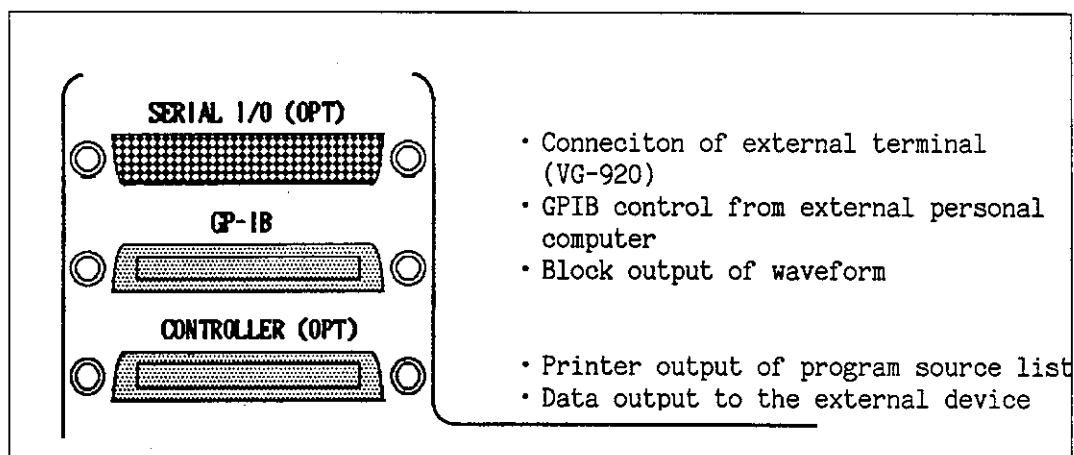 SERIAL I/O (OPT)
GP-IB
CONTROLLER (OPT)
・Conneciton of external terminal
(VG-920)
・GPIB control from external personal
computer
・Block output of waveform
・Printer output of program source list
・Data output to the external device